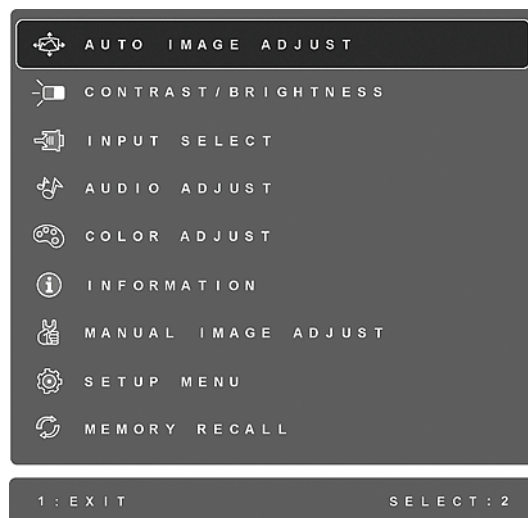 AUTO IMAGE ADJUST
CONTRAST/BRIGHTNESS
INPUT SELECT
AUDIO ADJUST
COLOR ADJUST
INFORMATION
MANUAL IMAGE ADJUST
SETUP MENU
MEMORY RECALL
1:EXIT SELECT:2